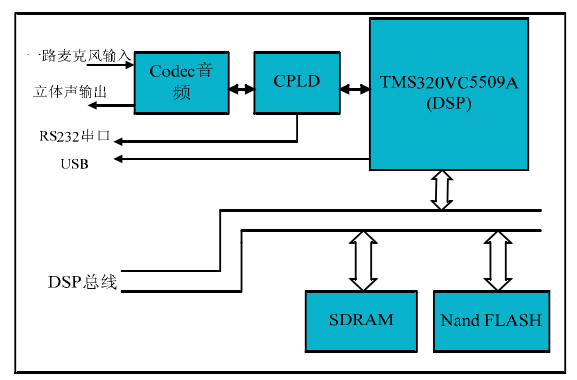 一路麦克风输入
立体声输出
Codec音
频
CPLD
TMS320VC5509A
(DSP)
RS232串口
USB
DSP总线
SDRAM
Nand FLASH